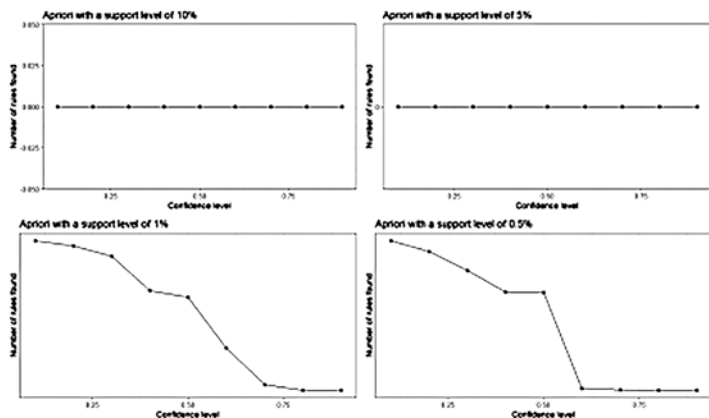 Apriori with a support level of 10%
Number of rules found
0.050
0.025
0.000
-0.025
-0.050
0.25
0.50
0.75
Confidence level
Apriori with a support level of 5%
Number of rules found
0
0.25
0.50
0.75
Confidence level
Apriori with a support level of 1%
Number of rules found
0.25
0.50
0.75
Confidence level
Apriori with a support level of 0.5%
Number of rules found
0.25
0.50
0.75
Confidence level